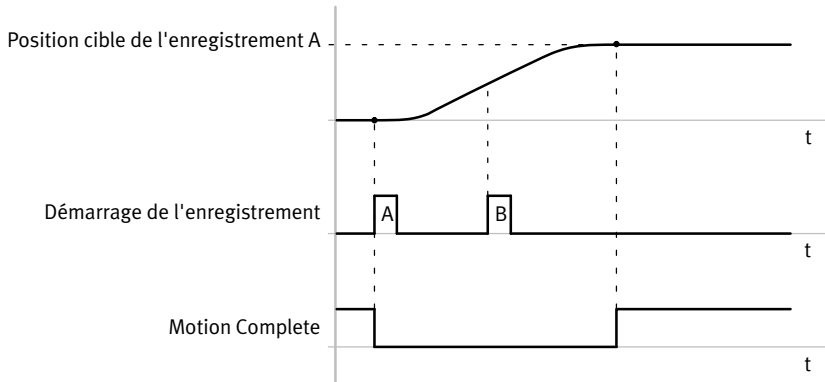 Position cible de l'enregistrement A
t
Démarrage de l'enregistrement
A
B
t
Motion Complete
t